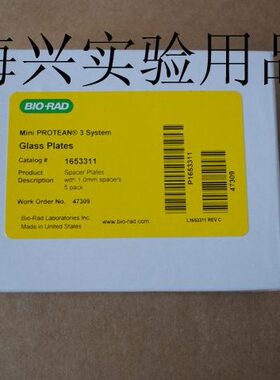 海兴实验用品
BIO-RAD
Mini PROTEAN® 3 System
Glass Plates
Catalog # 1653311
Product Spacer Plates
Description with 1.0mm spacers
5 pack
Work Order No. 47309
Bio-Rad Laboratories Inc.
Made in United States
www.bio-rad.com
P1653311
47309
L1653311 REV C